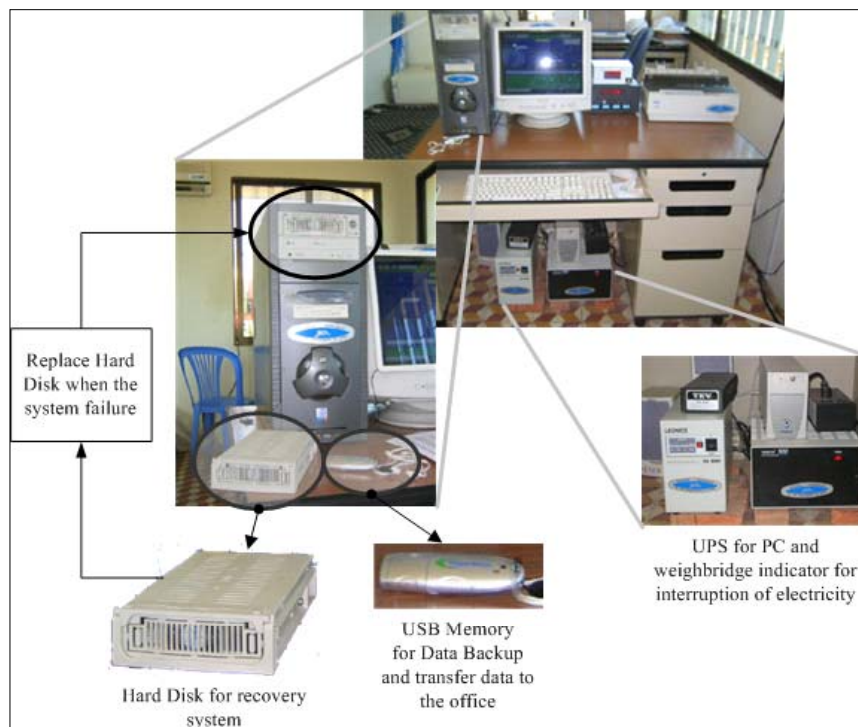 Replace Hard
Disk when the
system failure
UPS for PC and
weighbridge indicator for
interruption of electricity
USB Memory
for Data Backup
and transfer data to
the office
Hard Disk for recovery
system